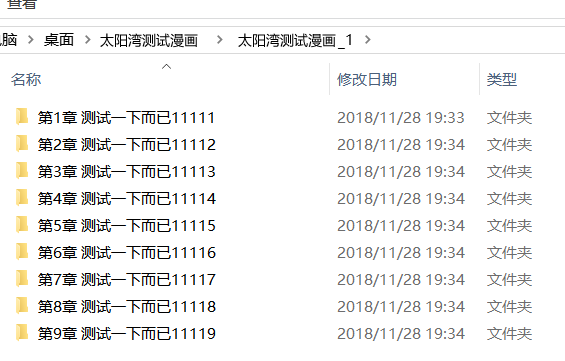 查看
电脑 > 桌面 > 太阳湾测试漫画 > 太阳湾测试漫画_1 >
名称 修改日期 类型
第1章 测试一下而已11111 2018/11/28 19:33 文件夹
第2章 测试一下而已11112 2018/11/28 19:34 文件夹
第3章 测试一下而已11113 2018/11/28 19:34 文件夹
第4章 测试一下而已11114 2018/11/28 19:34 文件夹
第5章 测试一下而已11115 2018/11/28 19:34 文件夹
第6章 测试一下而已11116 2018/11/28 19:34 文件夹
第7章 测试一下而已11117 2018/11/28 19:34 文件夹
第8章 测试一下而已11118 2018/11/28 19:34 文件夹
第9章 测试一下而已11119 2018/11/28 19:34 文件夹